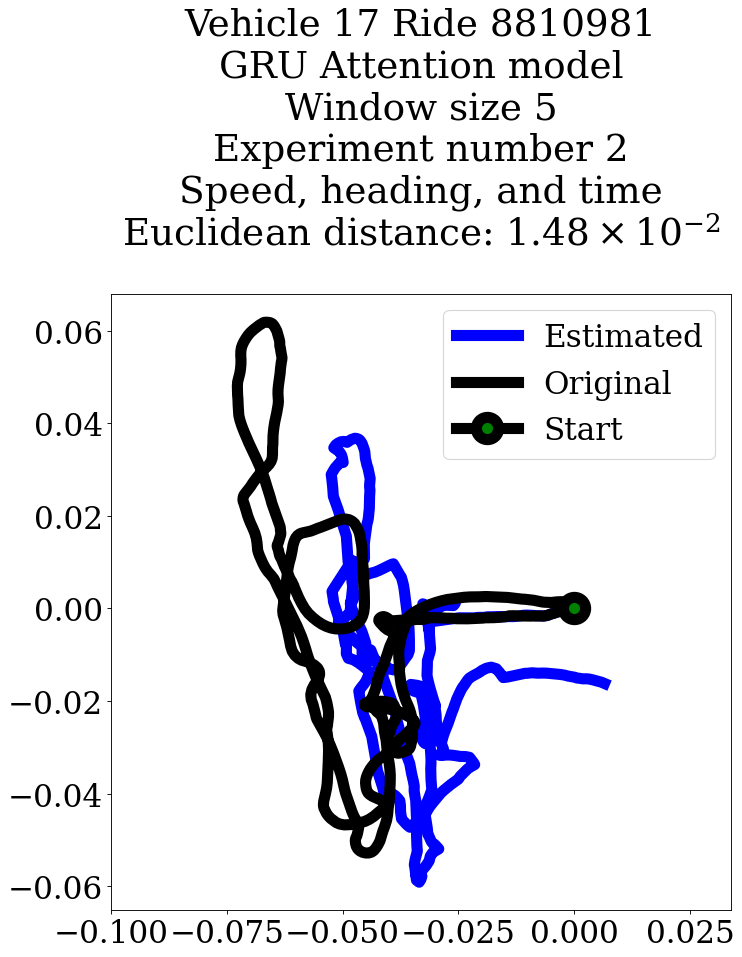 Vehicle 17 Ride 8810981
GRU Attention model
Window size 5
Experiment number 2
Speed, heading, and time
Euclidean distance: 1.48 × 10⁻²
Estimated
Original
Start
0.06
0.04
0.02
0.00
−0.02
−0.04
−0.06
−0.100 −0.075 −0.050 −0.025 0.000 0.025